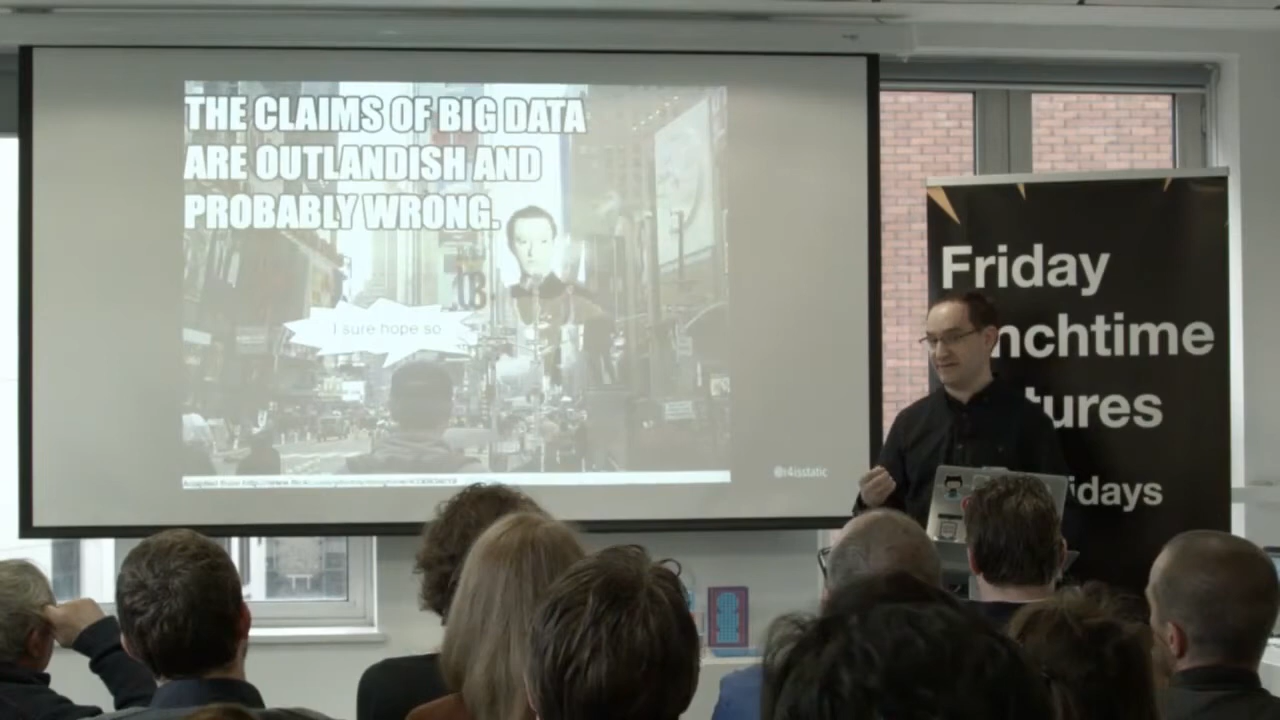 THE CLAIMS OF BIG DATA
ARE OUTLANDISH AND
PROBABLY WRONG.
I sure hope so
@r4isstatic
Friday
nchtime
tures
idays